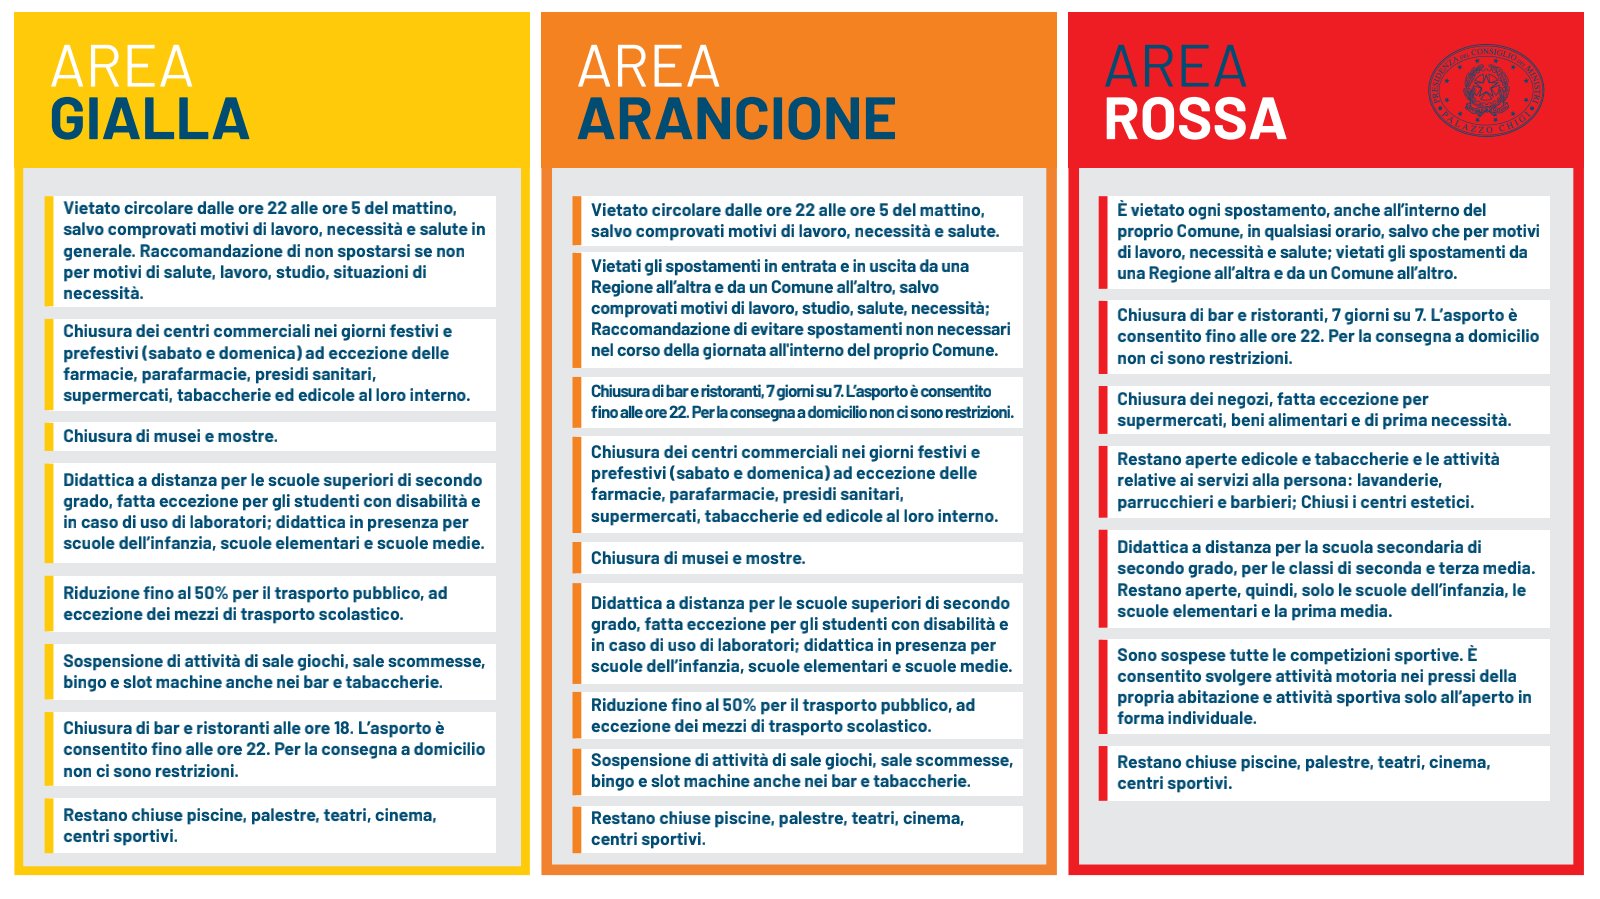 AREA
GIALLA
Vietato circolare dalle ore 22 alle ore 5 del mattino,
salvo comprovati motivi di lavoro, necessità e salute in
generale. Raccomandazione di non spostarsi se non
per motivi di salute, lavoro, studio, situazioni di
necessità.
Chiusura dei centri commerciali nei giorni festivi e
prefestivi (sabato e domenica) ad eccezione delle
farmacie, parafarmacie, presidi sanitari,
supermercati, tabaccherie ed edicole al loro interno.
Chiusura di musei e mostre.
Didattica a distanza per le scuole superiori di secondo
grado, fatta eccezione per gli studenti con disabilità e
in caso di uso di laboratori; didattica in presenza per
scuole dell'infanzia, scuole elementari e scuole medie.
Riduzione fino al 50% per il trasporto pubblico, ad
eccezione dei mezzi di trasporto scolastico.
Sospensione di attività di sale giochi, sale scommesse,
bingo e slot machine anche nei bar e tabaccherie.
Chiusura di bar e ristoranti alle ore 18. L'asporto è
consentito fino alle ore 22. Per la consegna a domicilio
non ci sono restrizioni.
Restano chiuse piscine, palestre, teatri, cinema,
centri sportivi.
AREA
ARANCIONE
Vietato circolare dalle ore 22 alle ore 5 del mattino,
salvo comprovati motivi di lavoro, necessità e salute.
Vietati gli spostamenti in entrata e in uscita da una
Regione all'altra e da un Comune all'altro, salvo
comprovati motivi di lavoro, studio, salute, necessità;
Raccomandazione di evitare spostamenti non necessari
nel corso della giornata all'interno del proprio Comune.
Chiusura di bar e ristoranti, 7 giorni su 7. L'asporto è consentito
fino alle ore 22. Per la consegna a domicilio non ci sono restrizioni.
Chiusura dei centri commerciali nei giorni festivi e
prefestivi (sabato e domenica) ad eccezione delle
farmacie, parafarmacie, presidi sanitari,
supermercati, tabaccherie ed edicole al loro interno.
Chiusura di musei e mostre.
Didattica a distanza per le scuole superiori di secondo
grado, fatta eccezione per gli studenti con disabilità e
in caso di uso di laboratori; didattica in presenza per
scuole dell'infanzia, scuole elementari e scuole medie.
Riduzione fino al 50% per il trasporto pubblico, ad
eccezione dei mezzi di trasporto scolastico.
Sospensione di attività di sale giochi, sale scommesse,
bingo e slot machine anche nei bar e tabaccherie.
Restano chiuse piscine, palestre, teatri, cinema,
centri sportivi.
AREA
ROSSA
PRESIDENZA DEL CONSIGLIO DEI MINISTRI
PALAZZO CHIGI
È vietato ogni spostamento, anche all'interno del
proprio Comune, in qualsiasi orario, salvo che per motivi
di lavoro, necessità e salute; vietati gli spostamenti da
una Regione all'altra e da un Comune all'altro.
Chiusura di bar e ristoranti, 7 giorni su 7. L'asporto è
consentito fino alle ore 22. Per la consegna a domicilio
non ci sono restrizioni.
Chiusura dei negozi, fatta eccezione per
supermercati, beni alimentari e di prima necessità.
Restano aperte edicole e tabaccherie e le attività
relative ai servizi alla persona: lavanderie,
parrucchieri e barbieri; Chiusi i centri estetici.
Didattica a distanza per la scuola secondaria di
secondo grado, per le classi di seconda e terza media.
Restano aperte, quindi, solo le scuole dell'infanzia, le
scuole elementari e la prima media.
Sono sospese tutte le competizioni sportive. È
consentito svolgere attività motoria nei pressi della
propria abitazione e attività sportiva solo all'aperto in
forma individuale.
Restano chiuse piscine, palestre, teatri, cinema,
centri sportivi.